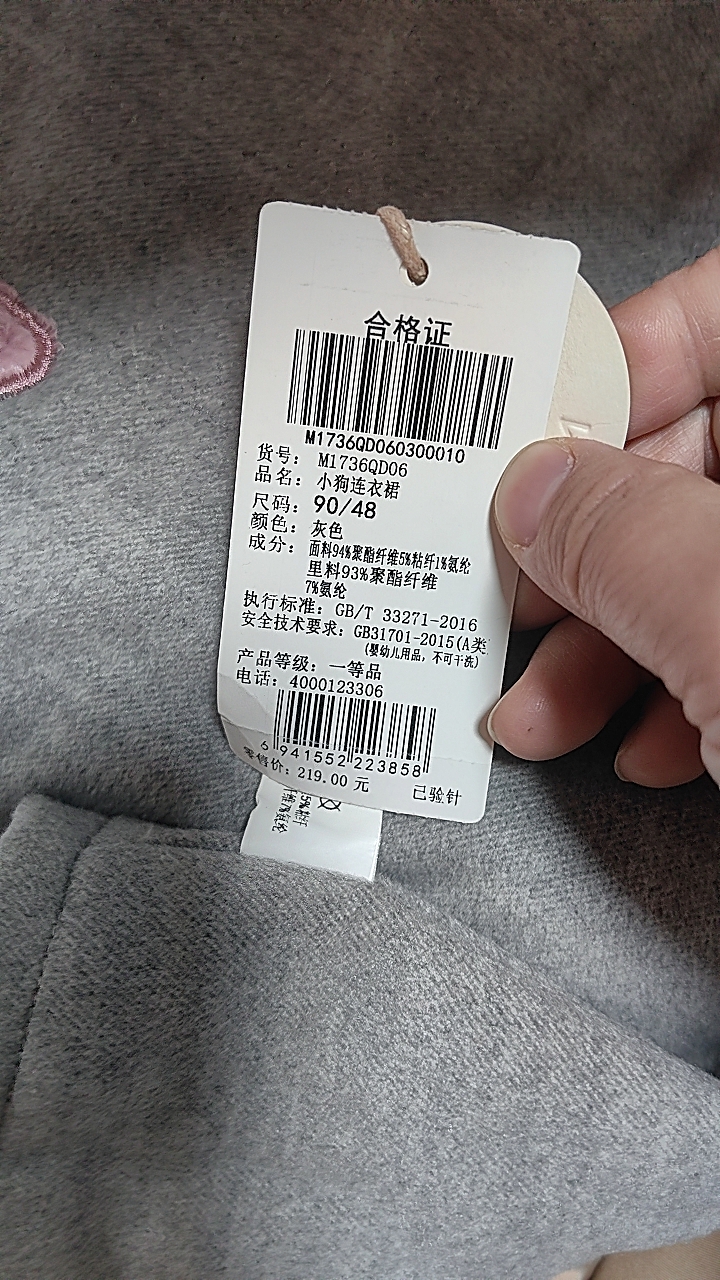 合格证
M1736QD060300010
货号： M1736QD06
品名： 小狗连衣裙
尺码： 90/48
颜色： 灰色
成分： 面料94%聚酯纤维5%粘纤1%氨纶
里料93%聚酯纤维
7%氨纶
执行标准： GB/T 33271-2016
安全技术要求： GB31701-2015(A类
(婴幼儿用品，不可干洗)
产品等级： 一等品
电话： 4000123306
6 941552 223858
零售价： 219.00 元 已验针